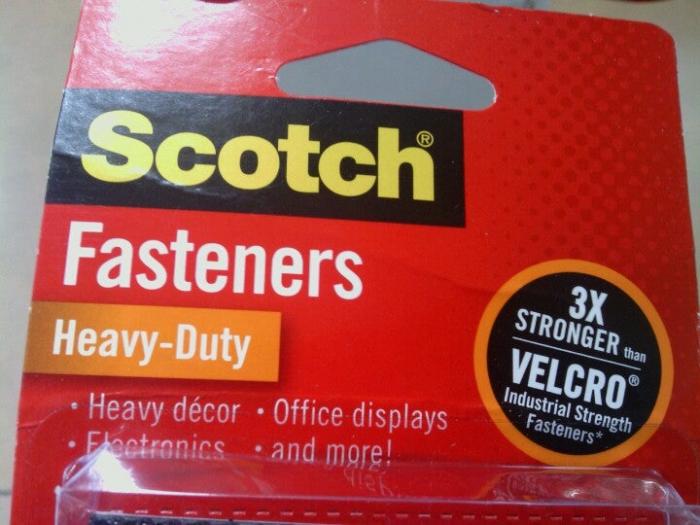 Scotch®
Fasteners
Heavy-Duty
• Heavy décor • Office displays
• Electronics • and more!
3X
STRONGER than
VELCRO®
Industrial Strength
Fasteners*